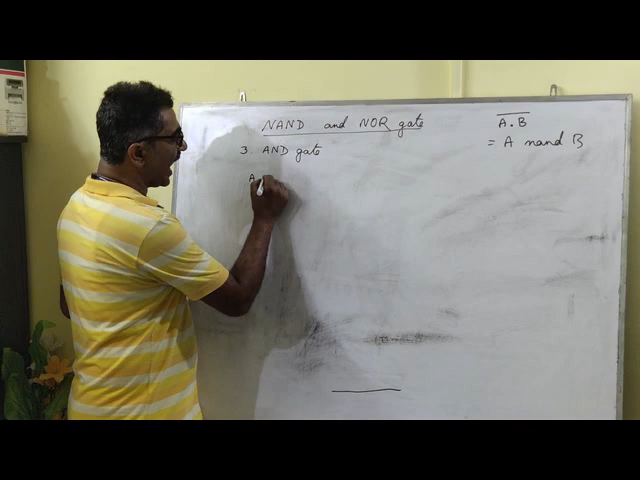 NAND and NOR gate
3. AND gate
A
A̅.̅B̅
= A nand B